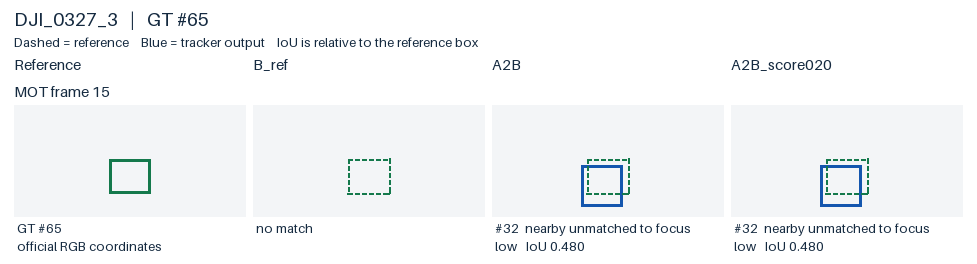 DJI_0327_3 | GT #65
Dashed = reference Blue = tracker output IoU is relative to the reference box
Reference B_ref A2B A2B_score020
MOT frame 15
GT #65 no match #32 nearby unmatched to focus #32 nearby unmatched to focus
official RGB coordinates low IoU 0.480 low IoU 0.480